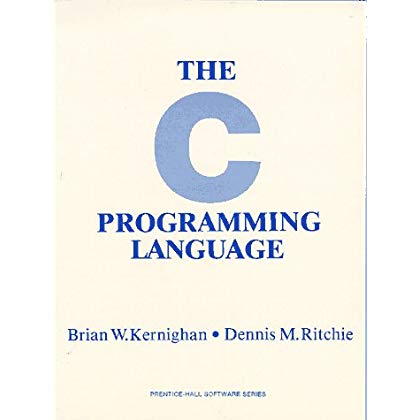 THE
C
PROGRAMMING
LANGUAGE
Brian W. Kernighan • Dennis M. Ritchie
PRENTICE-HALL SOFTWARE SERIES